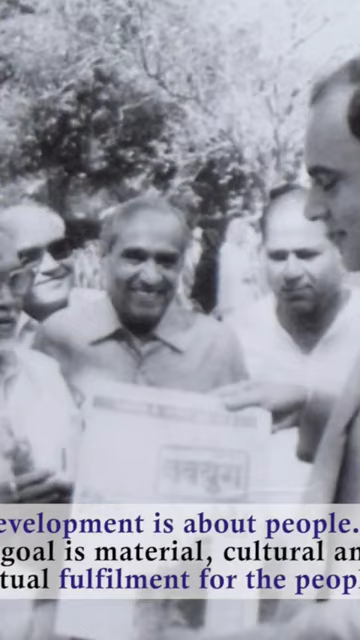 नवयुग
evelopment is about people.
goal is material, cultural an
tual fulfilment for the peopl